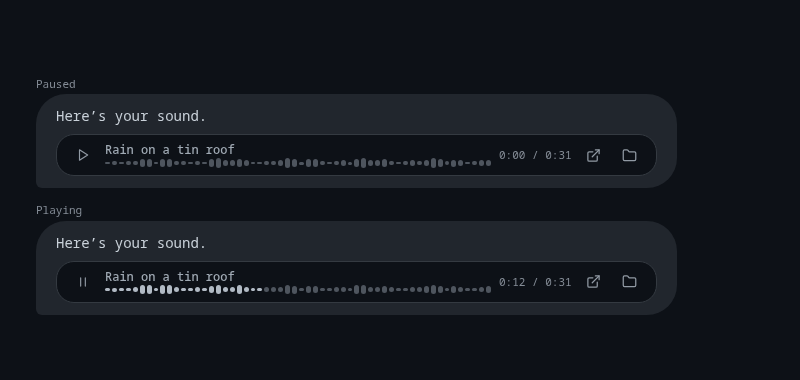 Paused
Here’s your sound.
Rain on a tin roof
0:00 / 0:31
Playing
Here’s your sound.
Rain on a tin roof
0:12 / 0:31